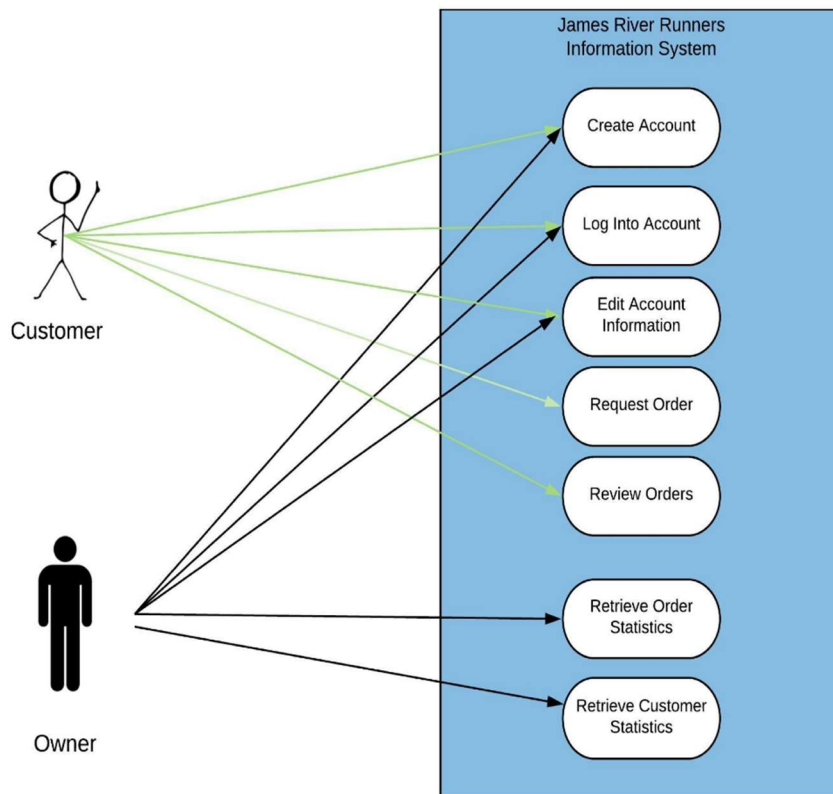 James River Runners
Information System
Create Account
Log Into Account
Edit Account
Information
Customer
Request Order
Review Orders
Retrieve Order
Statistics
Retrieve Customer
Statistics
Owner